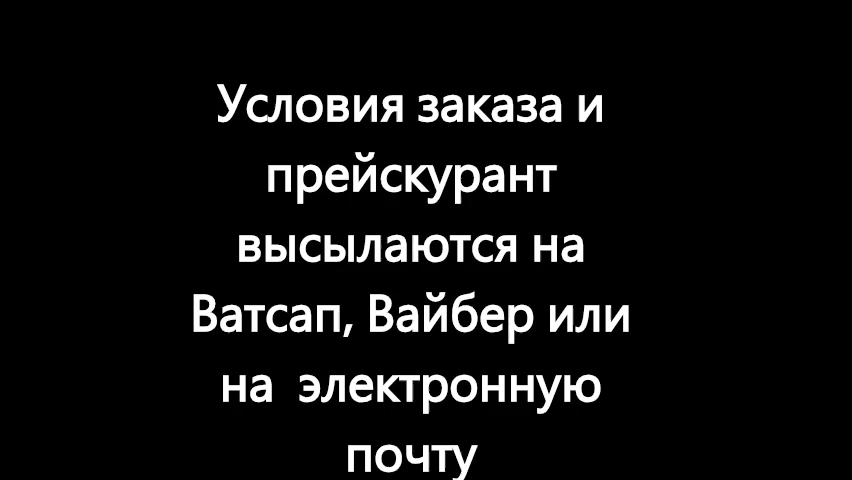 Условия заказа и
прейскурант
высылаются на
Ватсап, Вайбер или
на  электронную
почту